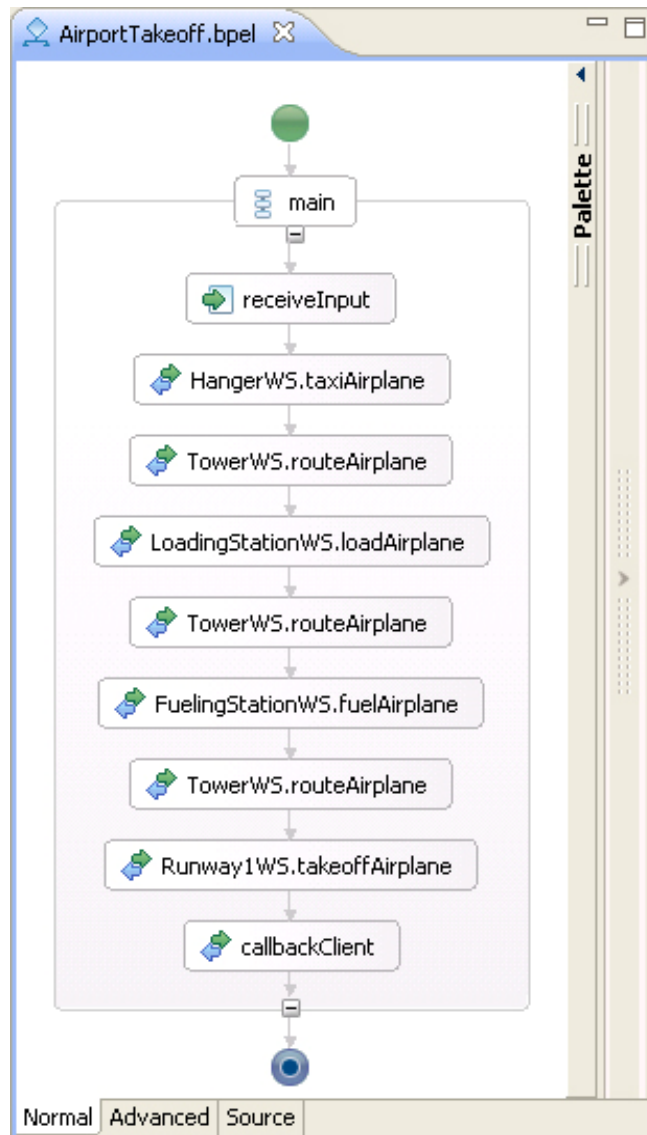 AirportTakeoff.bpel
main
Palette
receiveInput
HangerWS.taxiAirplane
TowerWS.routeAirplane
LoadingStationWS.loadAirplane
TowerWS.routeAirplane
FuelingStationWS.fuelAirplane
TowerWS.routeAirplane
Runway1WS.takeoffAirplane
callbackClient
Normal Advanced Source